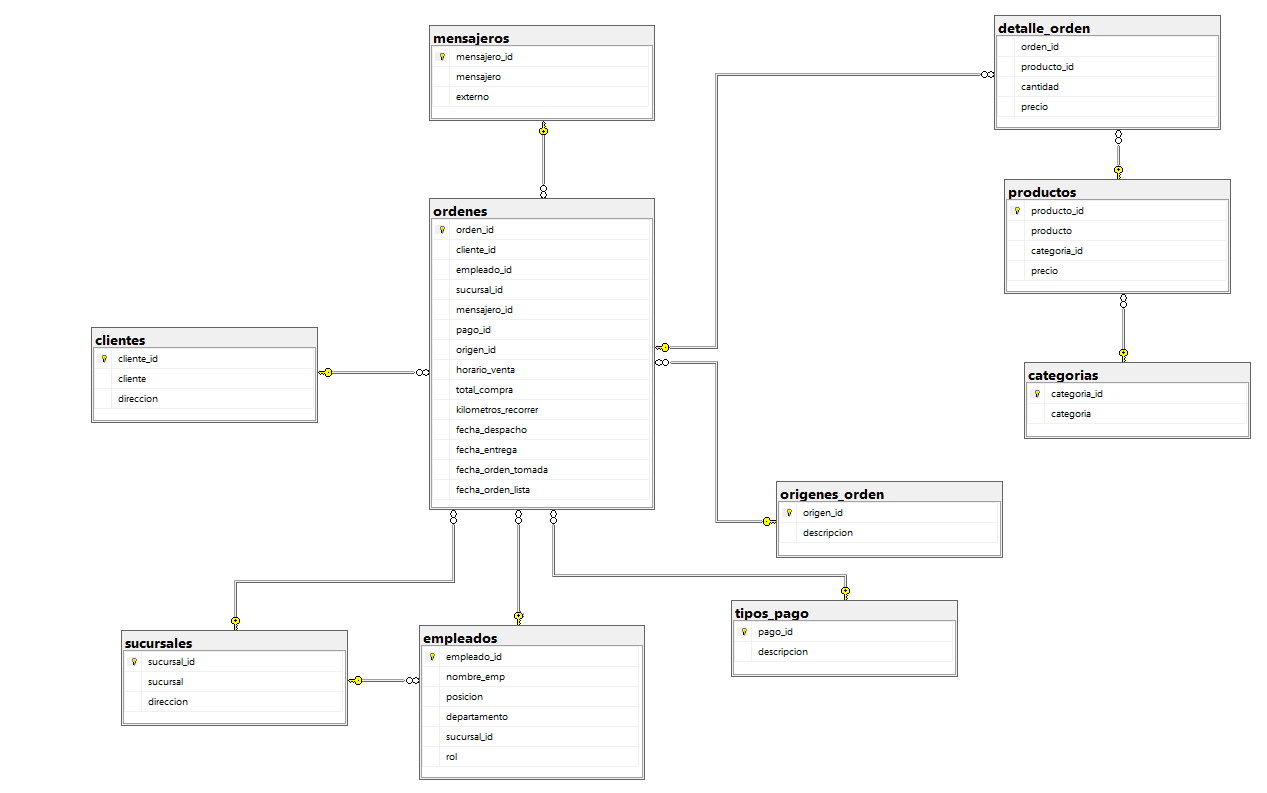 mensajeros
mensajero_id
mensajero
externo
detalle_orden
orden_id
producto_id
cantidad
precio
productos
producto_id
producto
categoria_id
precio
ordenes
orden_id
cliente_id
empleado_id
sucursal_id
mensajero_id
pago_id
origen_id
horario_venta
total_compra
kilometros_recorrer
fecha_despacho
fecha_entrega
fecha_orden_tomada
fecha_orden_lista
clientes
cliente_id
cliente
direccion
categorias
categoria_id
categoria
origenes_orden
origen_id
descripcion
tipos_pago
pago_id
descripcion
sucursales
sucursal_id
sucursal
direccion
empleados
empleado_id
nombre_emp
posicion
departamento
sucursal_id
rol